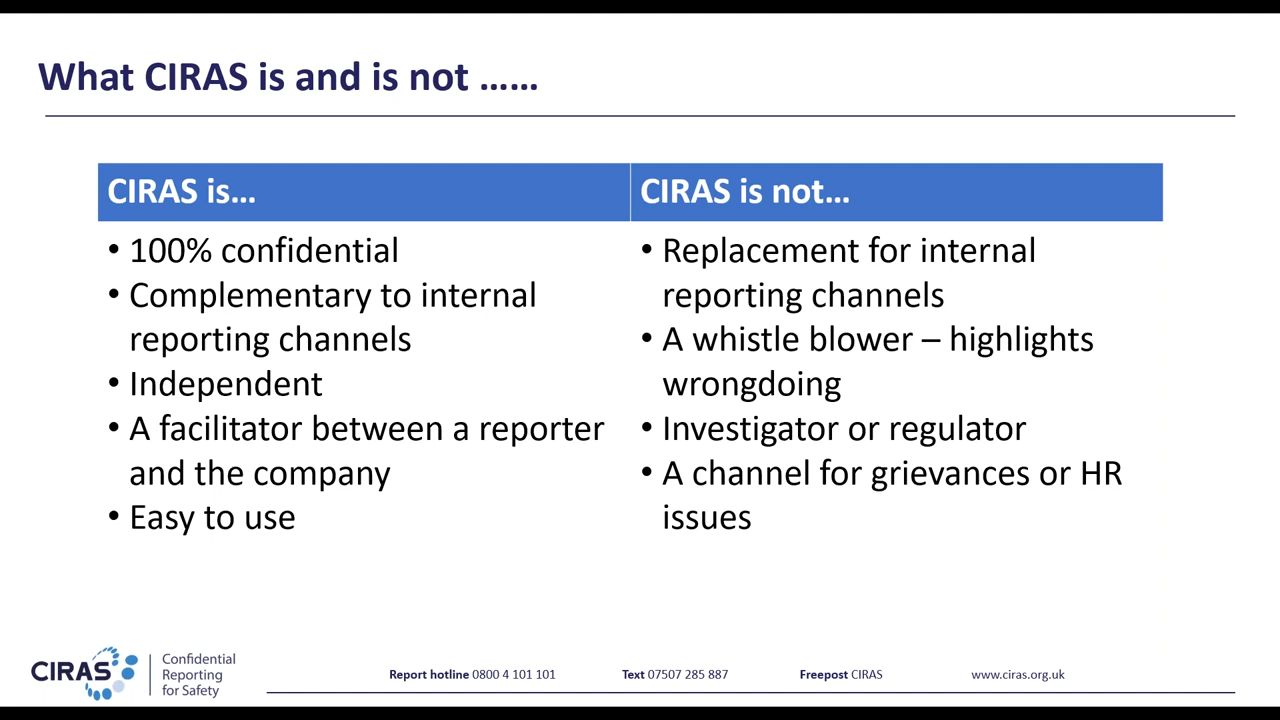 What CIRAS is and is not ......
CIRAS is...
CIRAS is not...
• 100% confidential
• Complementary to internal
reporting channels
• Independent
• A facilitator between a reporter
and the company
• Easy to use
• Replacement for internal
reporting channels
• A whistle blower – highlights
wrongdoing
• Investigator or regulator
• A channel for grievances or HR
issues
CIRAS
Confidential
Reporting
for Safety
Report hotline 0800 4 101 101
Text 07507 285 887
Freepost CIRAS
www.ciras.org.uk